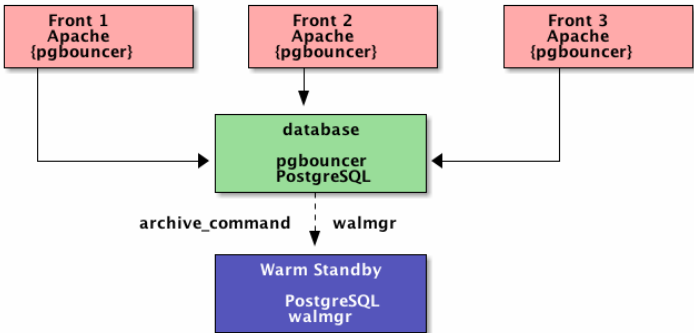 Front 1
Apache
{pgbouncer}
Front 2
Apache
{pgbouncer}
Front 3
Apache
{pgbouncer}
database
pgbouncer
PostgreSQL
archive_command
walmgr
Warm Standby
PostgreSQL
walmgr